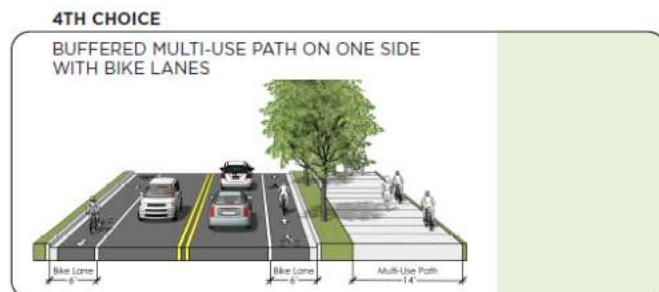 4TH CHOICE
BUFFERED MULTI-USE PATH ON ONE SIDE
WITH BIKE LANES
Bike Lane
6'
Bike Lane
6'
Multi-Use Path
14'